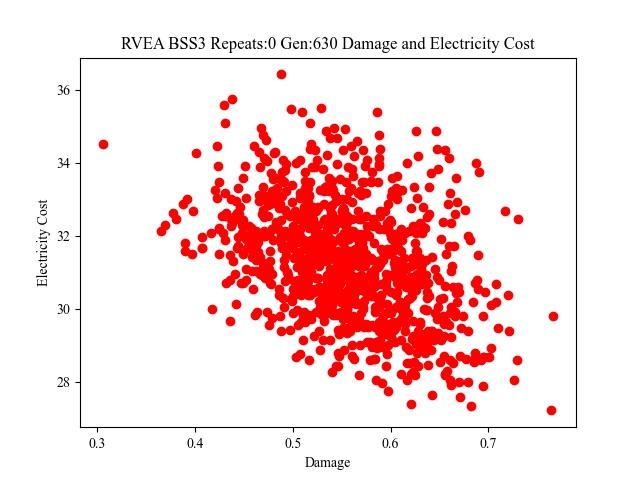 RVEA BSS3 Repeats:0 Gen:630 Damage and Electricity Cost
36
34
32
30
28
Electricity Cost
0.3 0.4 0.5 0.6 0.7
Damage